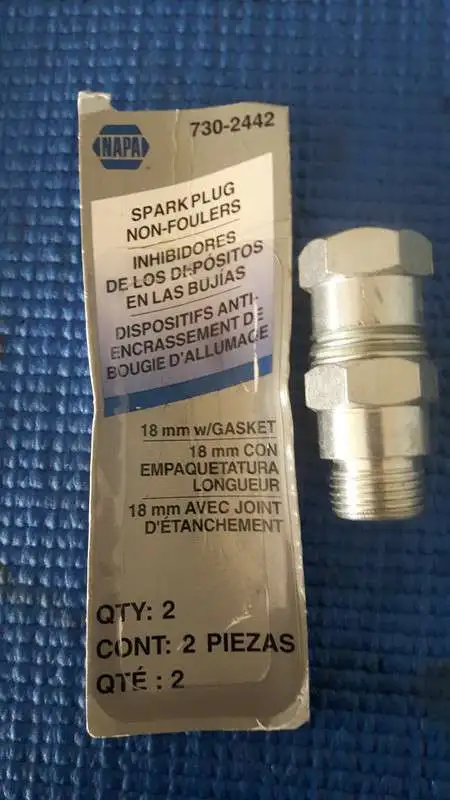 NAPA
730-2442
SPARK PLUG
NON-FOULERS
INHIBIDORES
DE LOS DEPÓSITOS
EN LAS BUJÍAS
DISPOSITIFS ANTI-
ENCRASSEMENT DE
BOUGIE D'ALLUMAGE
18 mm w/GASKET
18 mm CON
EMPAQUETATURA
LONGUEUR
18 mm AVEC JOINT
D'ÉTANCHEMENT
QTY: 2
CONT: 2 PIEZAS
QTÉ : 2